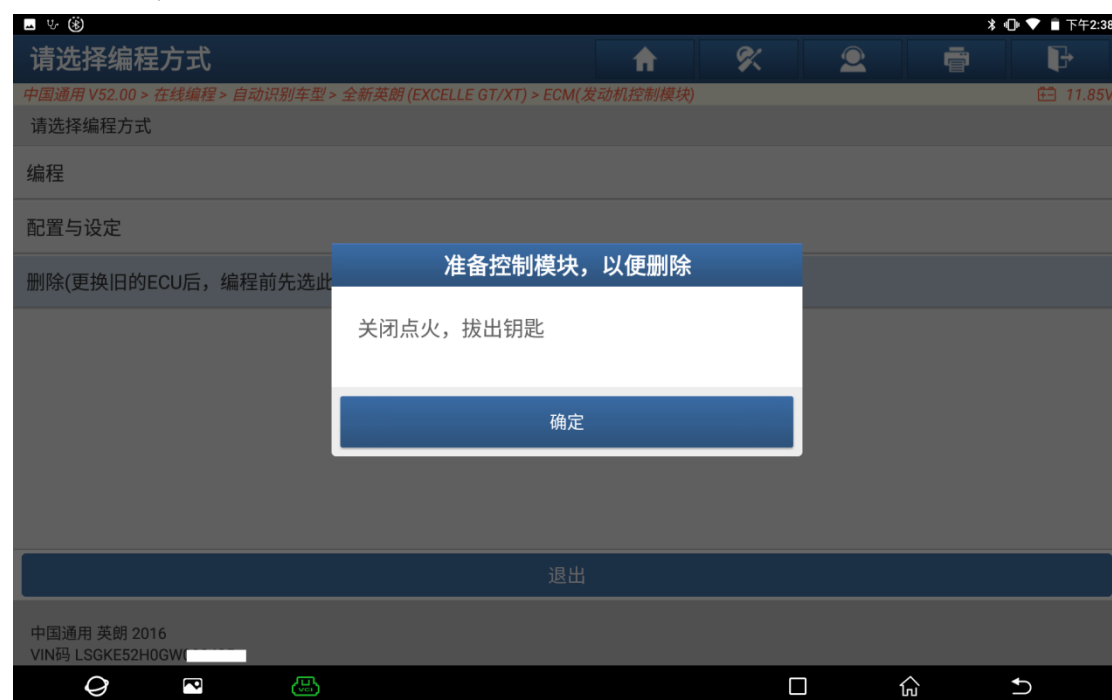 下午2:38
请选择编程方式
中国通用 V52.00 > 在线编程 > 自动识别车型 > 全新英朗 (EXCELLE GT/XT) > ECM(发动机控制模块)
11.85V
请选择编程方式
编程
配置与设定
删除(更换旧的ECU后，编程前先选此
准备控制模块，以便删除
关闭点火，拔出钥匙
确定
退出
中国通用 英朗 2016
VIN码 LSGKE52H0GW
VCI